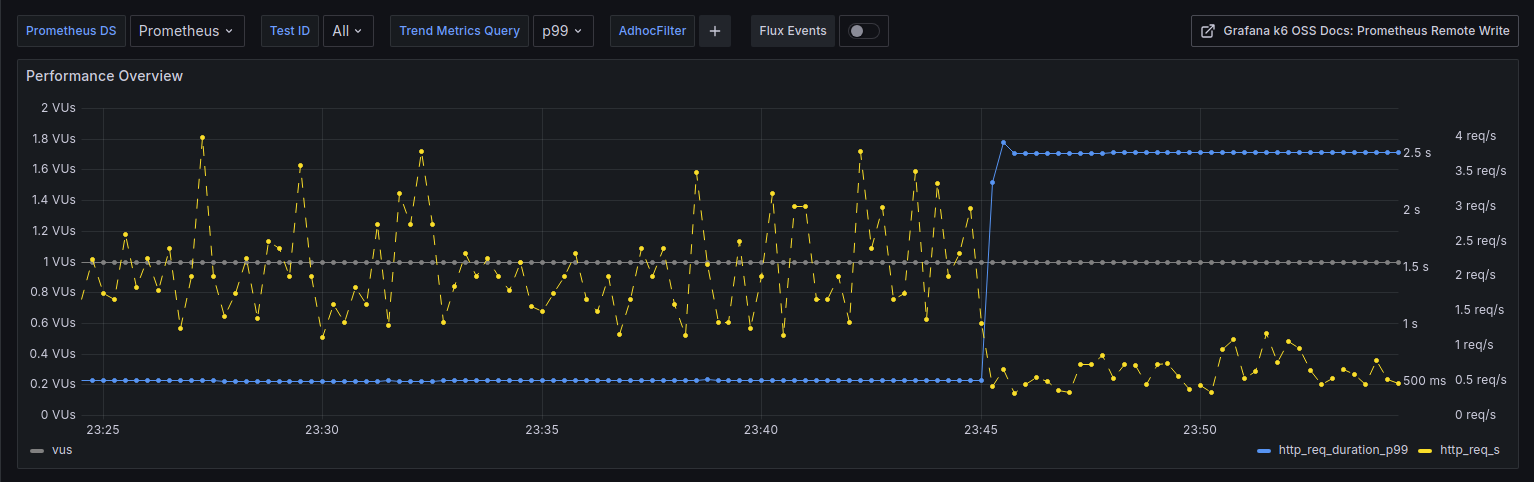 Prometheus DS Prometheus Test ID All Trend Metrics Query p99 AdhocFilter + Flux Events Grafana k6 OSS Docs: Prometheus Remote Write
Performance Overview
2 VUs
1.8 VUs
1.6 VUs
1.4 VUs
1.2 VUs
1 VUs
0.8 VUs
0.6 VUs
0.4 VUs
0.2 VUs
0 VUs
2.5 s
2 s
1.5 s
1 s
500 ms
4 req/s
3.5 req/s
3 req/s
2.5 req/s
2 req/s
1.5 req/s
1 req/s
0.5 req/s
0 req/s
23:25 23:30 23:35 23:40 23:45 23:50
vus http_req_duration_p99 http_req_s